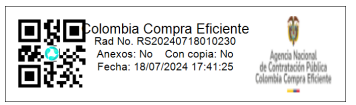 Colombia Compra Eficiente
Rad No. RS20240718010230
Anexos: No Con copia: No
Fecha: 18/07/2024 17:41:25
Agencia Nacional
de Contratación Pública
Colombia Compra Eficiente